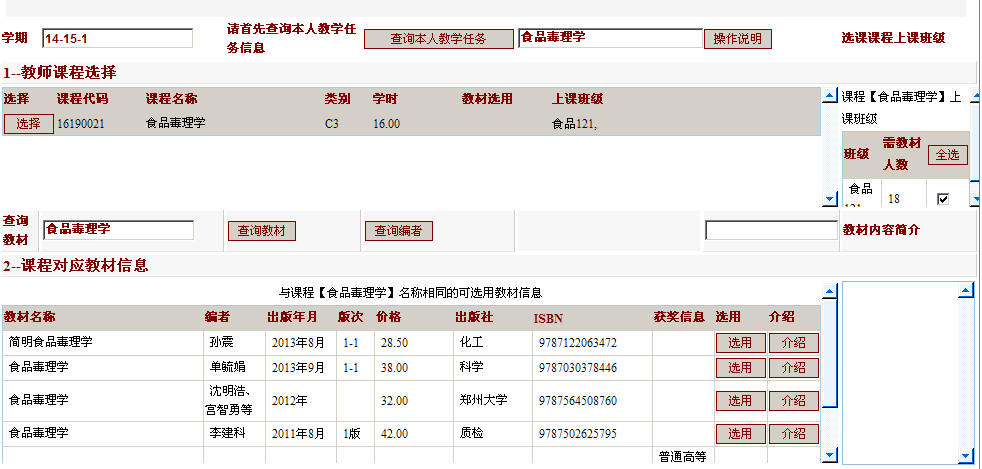 学期 14-15-1 请首先查询本人教学任务信息 查询本人教学任务 食品毒理学 操作说明 选课课程上课班级
1--教师课程选择
选择 课程代码 课程名称 类别 学时 教材选用 上课班级
选择 16190021 食品毒理学 C3 16.00 食品121,
课程【食品毒理学】上课班级
班级 需教材人数 全选
食品 18
查询教材 食品毒理学 查询教材 查询编者 教材内容简介
2--课程对应教材信息
与课程【食品毒理学】名称相同的可选用教材信息
教材名称 编者 出版年月 版次 价格 出版社 ISBN 获奖信息 选用 介绍
简明食品毒理学 孙震 2013年8月 1-1 28.50 化工 9787122063472 选用 介绍
食品毒理学 单毓娟 2013年9月 1-1 38.00 科学 9787030378446 选用 介绍
食品毒理学 沈明浩、宫智勇等 2012年 32.00 郑州大学 9787564508760 选用 介绍
食品毒理学 李建科 2011年8月 1版 42.00 质检 9787502625795 选用 介绍
普通高等